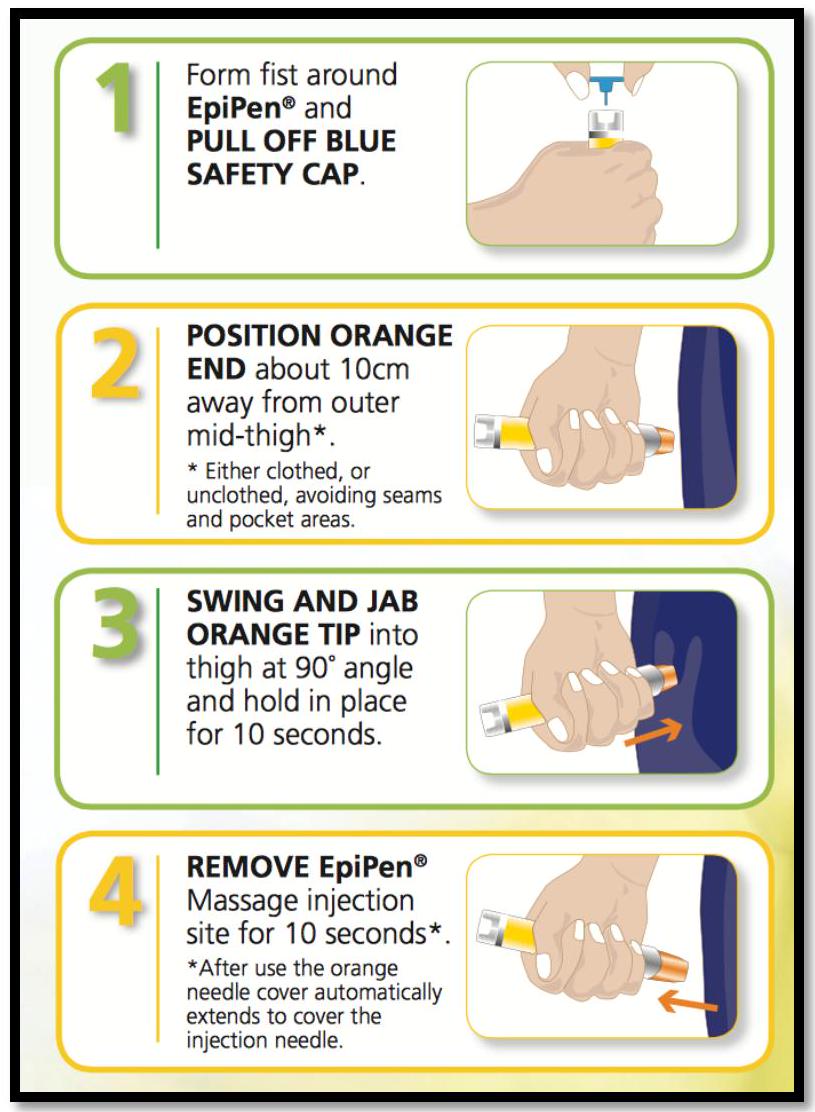 1
Form fist around
EpiPen® and
PULL OFF BLUE
SAFETY CAP.
2
POSITION ORANGE
END about 10cm
away from outer
mid-thigh*.
* Either clothed, or
unclothed, avoiding seams
and pocket areas.
3
SWING AND JAB
ORANGE TIP into
thigh at 90° angle
and hold in place
for 10 seconds.
4
REMOVE EpiPen®
Massage injection
site for 10 seconds*.
*After use the orange
needle cover automatically
extends to cover the
injection needle.